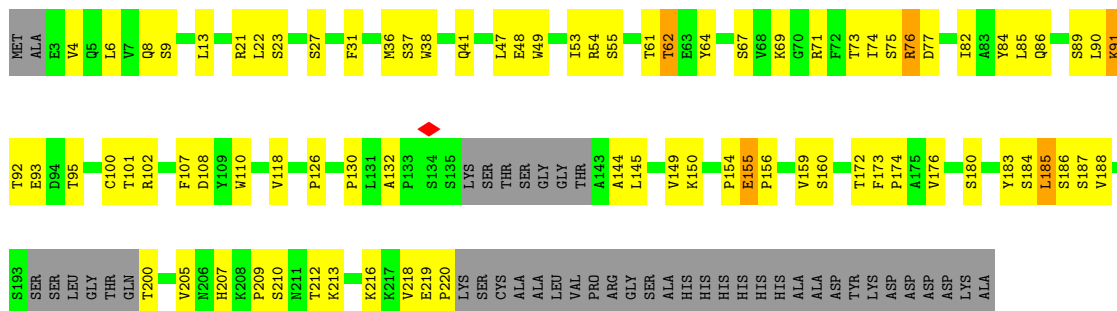 MET ALA E3 V4 Q5 L6 V7 Q8 S9 L13 R21 L22 S23 S27 F31 M36 S37 W38 Q41 L47 E48 W49 I53 R54 S55 T61 T62 E63 Y64 S67 V68 K69 G70 R71 F72 T73 I74 S75 R76 D77 I82 A83 Y84 L85 Q86 S89 L90 K91
T92 E93 D94 T95 C100 T101 R102 F107 D108 Y109 W110 V118 P126 P130 L131 A132 P133 S134 S135 LYS SER THR SER GLY GLY THR A143 A144 L145 V149 K150 P154 E155 P156 V159 S160 T172 F173 P174 A175 V176 S180 Y183 S184 L185 S186 S187 V188
S193 SER SER LEU GLY THR GLN T200 V205 N206 H207 K208 P209 S210 N211 T212 K213 K216 K217 V218 E219 P220 LYS SER CYS ALA ALA LEU VAL PRO ARG GLY SER ALA HIS HIS HIS HIS HIS HIS ALA ALA ASP TYR LYS ASP ASP ASP ASP LYS ALA